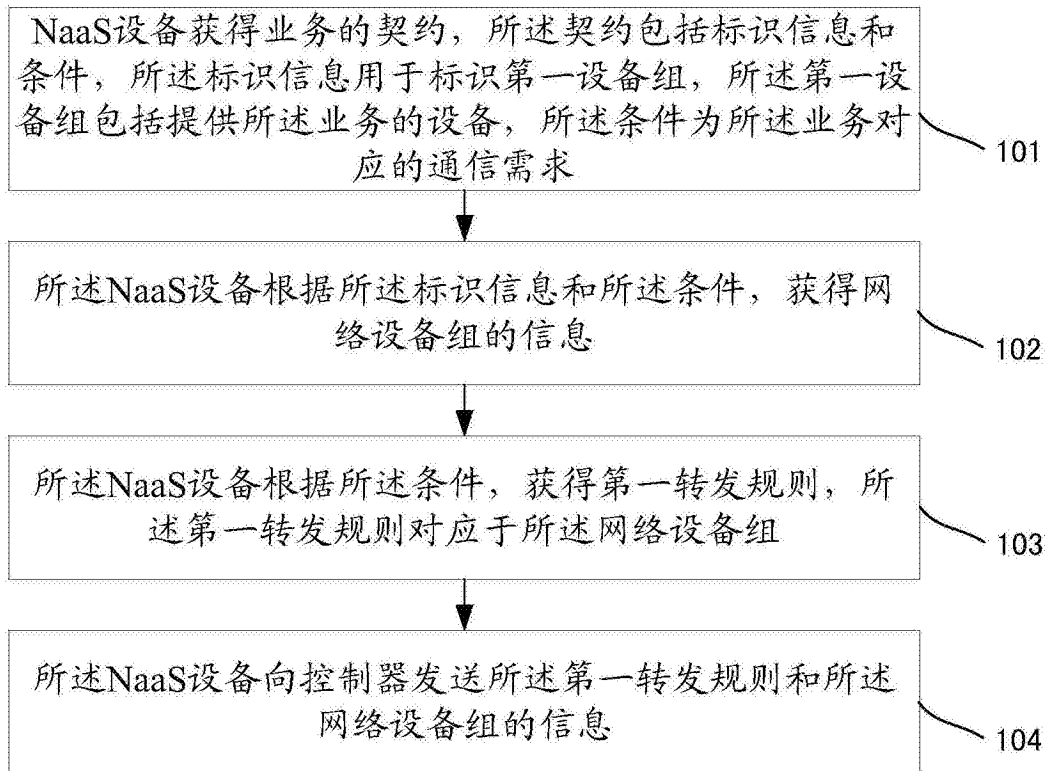 NaaS设备获得业务的契约，所述契约包括标识信息和
条件，所述标识信息用于标识第一设备组，所述第一设
备组包括提供所述业务的设备，所述条件为所述业务对
应的通信需求
101
所述NaaS设备根据所述标识信息和所述条件，获得网
络设备组的信息
102
所述NaaS设备根据所述条件，获得第一转发规则，所
述第一转发规则对应于所述网络设备组
103
所述NaaS设备向控制器发送所述第一转发规则和所述
网络设备组的信息
104